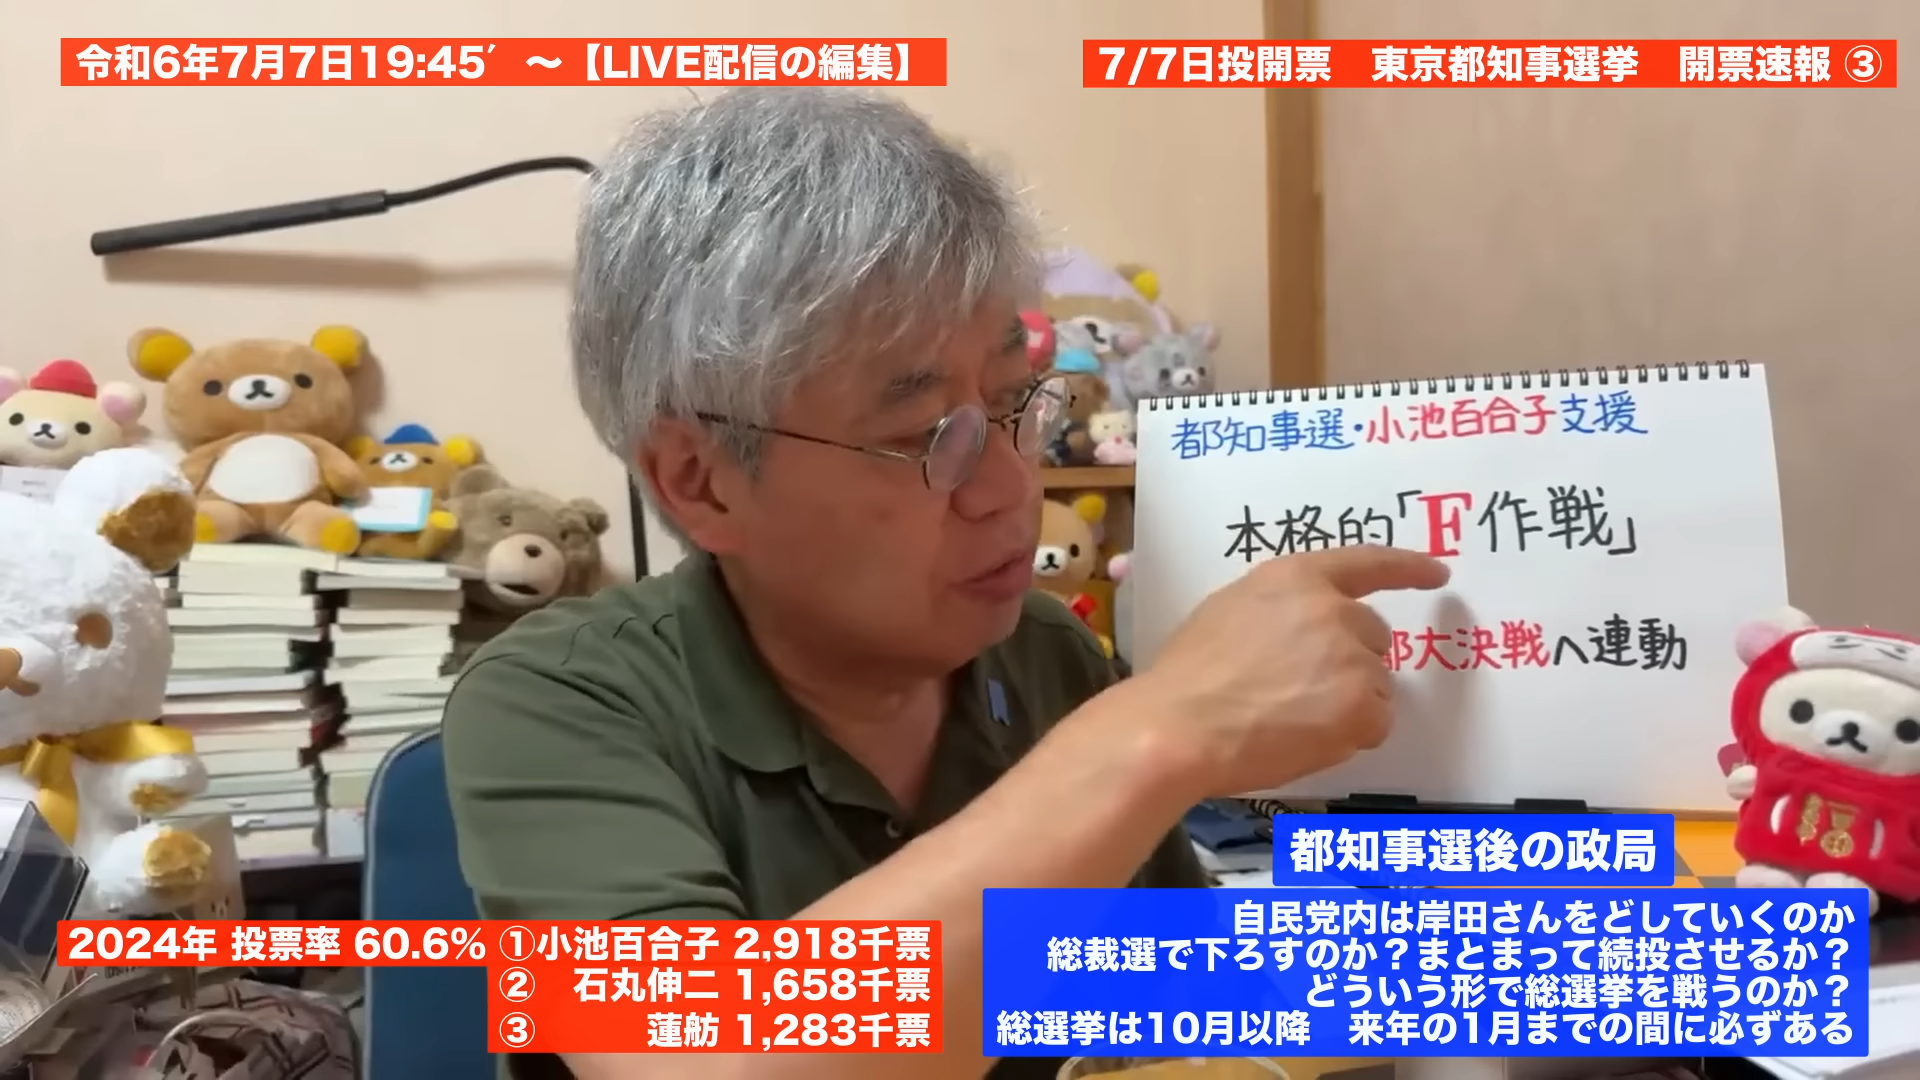 令和6年7月7日19:45′ ～【LIVE配信の編集】
7/7日投開票 東京都知事選挙 開票速報 ③
都知事選・小池百合子支援
本格的「F作戦」
部大決戦へ連動
都知事選後の政局
自民党内は岸田さんをどしていくのか
総裁選で下ろすのか？まとまって続投させるか？
どういう形で総選挙を戦うのか？
総選挙は10月以降 来年の1月までの間に必ずある
2024年 投票率 60.6% ①小池百合子 2,918千票
② 石丸伸二 1,658千票
③ 蓮舫 1,283千票